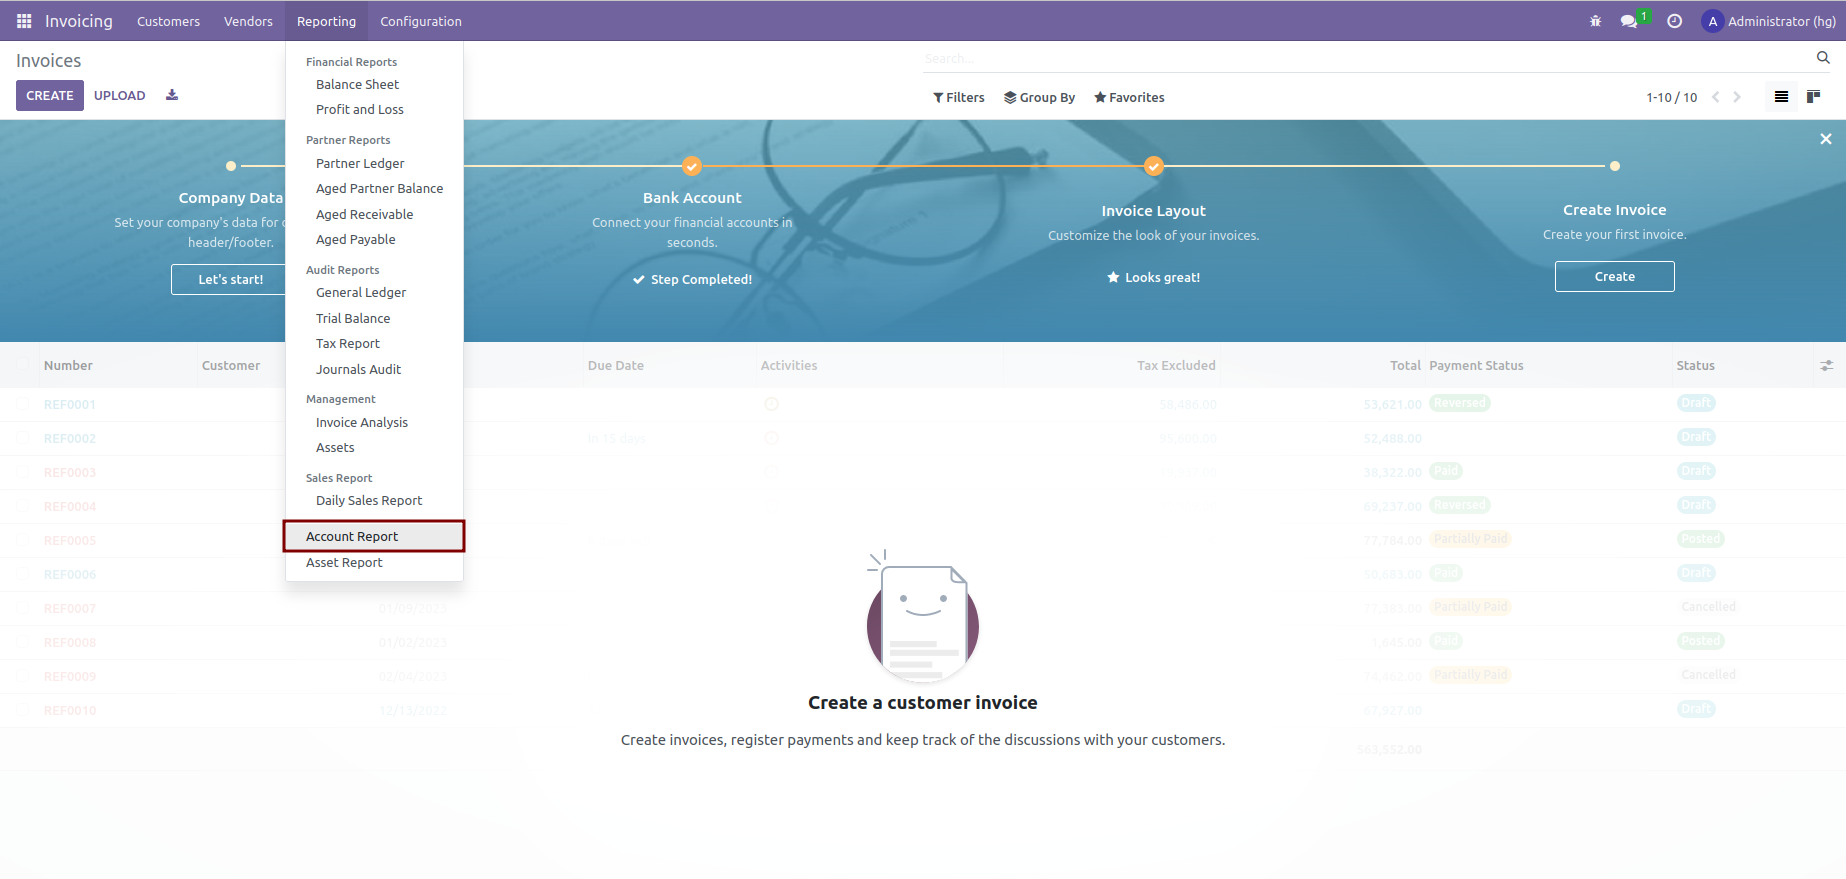 Invoicing Customers Vendors Reporting Configuration 1 A Administrator (hg)
Invoices
Search...
CREATE UPLOAD
Filters Group By Favorites 1-10 / 10
Financial Reports
Balance Sheet
Profit and Loss
Partner Reports
Partner Ledger
Aged Partner Balance
Aged Receivable
Aged Payable
Audit Reports
General Ledger
Trial Balance
Tax Report
Journals Audit
Management
Invoice Analysis
Assets
Sales Report
Daily Sales Report
Account Report
Asset Report
Company Data
Set your company's data for
header/footer.
Let's start!
Bank Account
Connect your financial accounts in
seconds.
Step Completed!
Invoice Layout
Customize the look of your invoices.
Looks great!
Create Invoice
Create your first invoice.
Create
Number Customer Due Date Activities Tax Excluded Total Payment Status Status
REF0001 58,486.00 53,621.00 Reversed Draft
REF0002 in 15 days 52,488.00 Draft
REF0003 38,322.00 Paid Draft
REF0004 69,237.00 Reversed Draft
REF0005 77,784.00 Partially Paid Posted
REF0006 50,683.00 Paid Draft
REF0007 01/09/2023 77,383.00 Partially Paid Cancelled
REF0008 01/02/2023 1,645.00 Paid Posted
REF0009 02/04/2023 74,462.00 Partially Paid Cancelled
REF0010 12/13/2022 67,927.00 Draft
563,552.00
Create a customer invoice
Create invoices, register payments and keep track of the discussions with your customers.